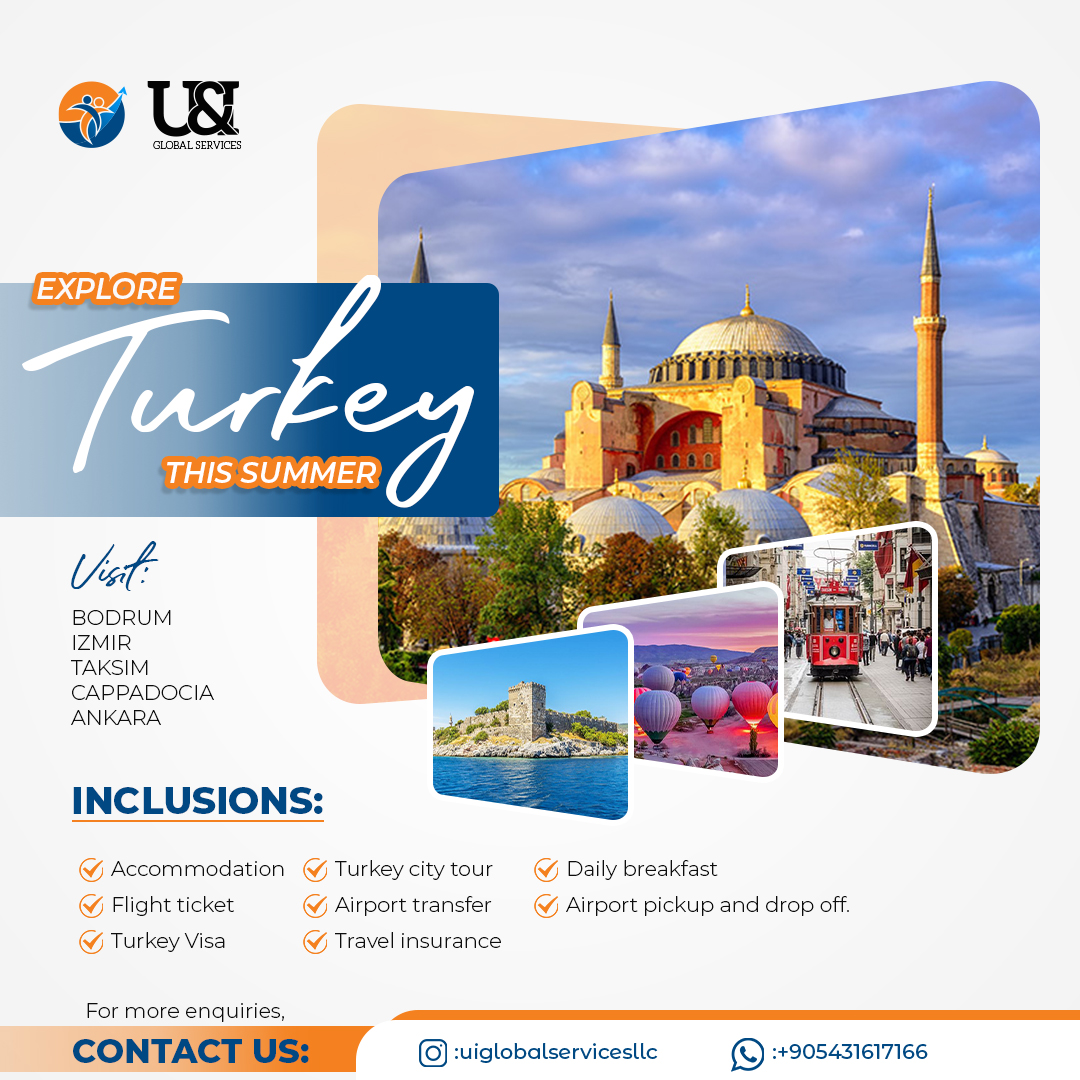 U&I
GLOBAL SERVICES
EXPLORE
Turkey
THIS SUMMER
Visit:
BODRUM
IZMIR
TAKSIM
CAPPADOCIA
ANKARA
INCLUSIONS:
Accommodation
Flight ticket
Turkey Visa
Turkey city tour
Airport transfer
Travel insurance
Daily breakfast
Airport pickup and drop off.
For more enquiries,
CONTACT US:
:uiglobalservicesllc
:+905431617166